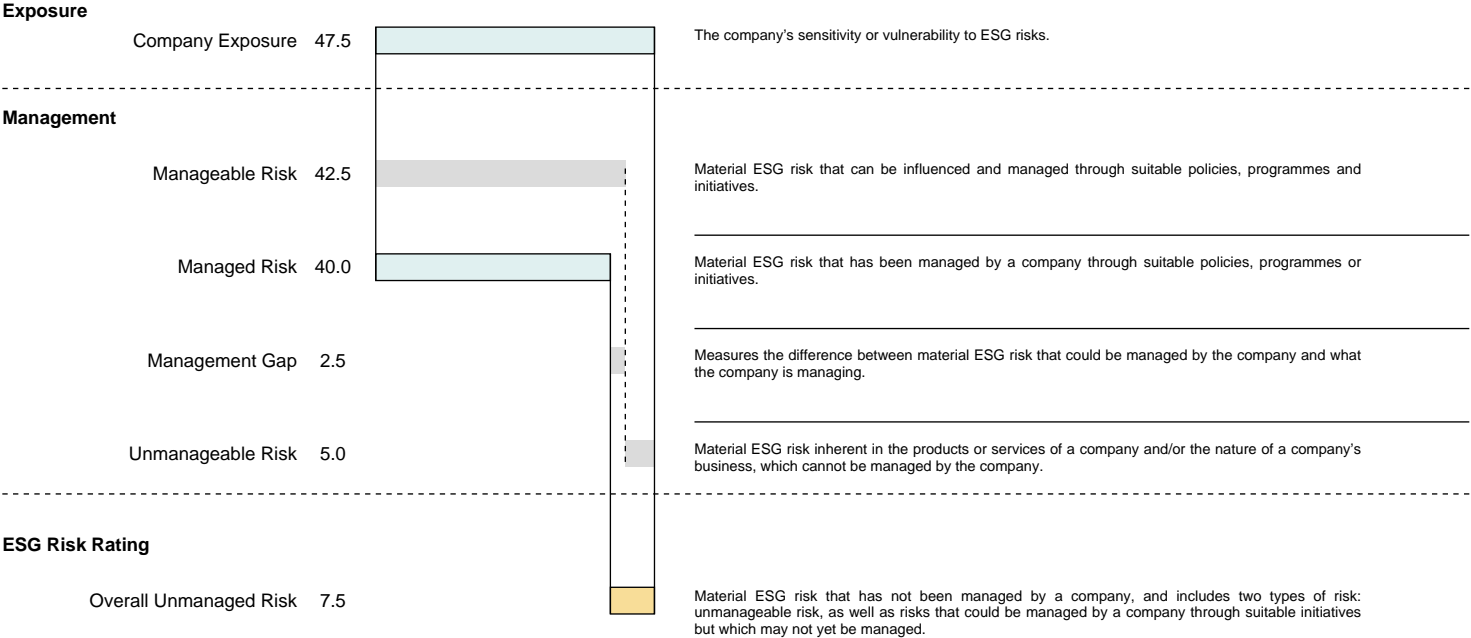 Exposure
Company Exposure 47.5
The company’s sensitivity or vulnerability to ESG risks.
Management
Manageable Risk 42.5
Material ESG risk that can be influenced and managed through suitable policies, programmes and
initiatives.
Managed Risk 40.0
Material ESG risk that has been managed by a company through suitable policies, programmes or
initiatives.
Management Gap 2.5
Measures the difference between material ESG risk that could be managed by the company and what
the company is managing.
Unmanageable Risk 5.0
Material ESG risk inherent in the products or services of a company and/or the nature of a company’s
business, which cannot be managed by the company.
ESG Risk Rating
Overall Unmanaged Risk 7.5
Material ESG risk that has not been managed by a company, and includes two types of risk:
unmanageable risk, as well as risks that could be managed by a company through suitable initiatives
but which may not yet be managed.